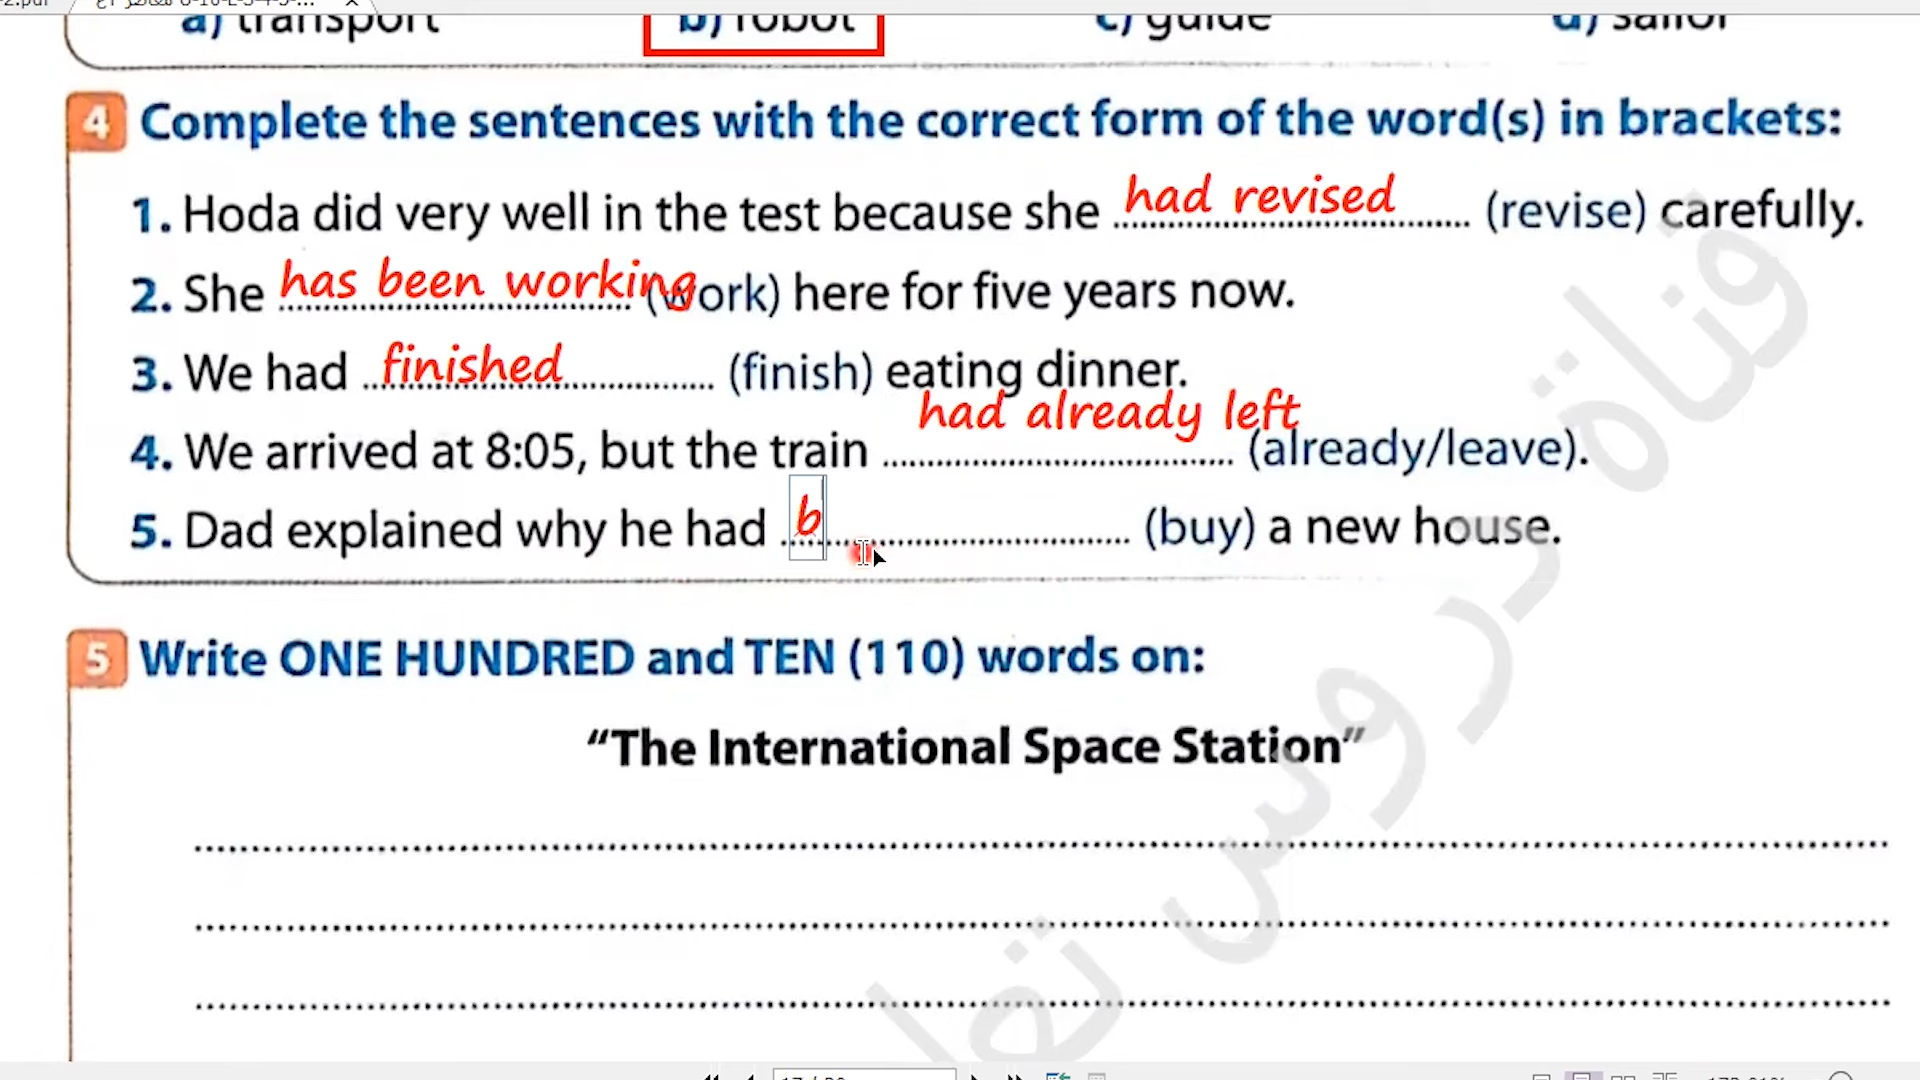 a) transport b) robot c) guide d) sailor
4 Complete the sentences with the correct form of the word(s) in brackets:
1. Hoda did very well in the test because she had revised (revise) carefully.
2. She has been working (work) here for five years now.
3. We had finished (finish) eating dinner.
had already left
4. We arrived at 8:05, but the train (already/leave).
5. Dad explained why he had b (buy) a new house.
5 Write ONE HUNDRED and TEN (110) words on:
“The International Space Station”
قناة دروس